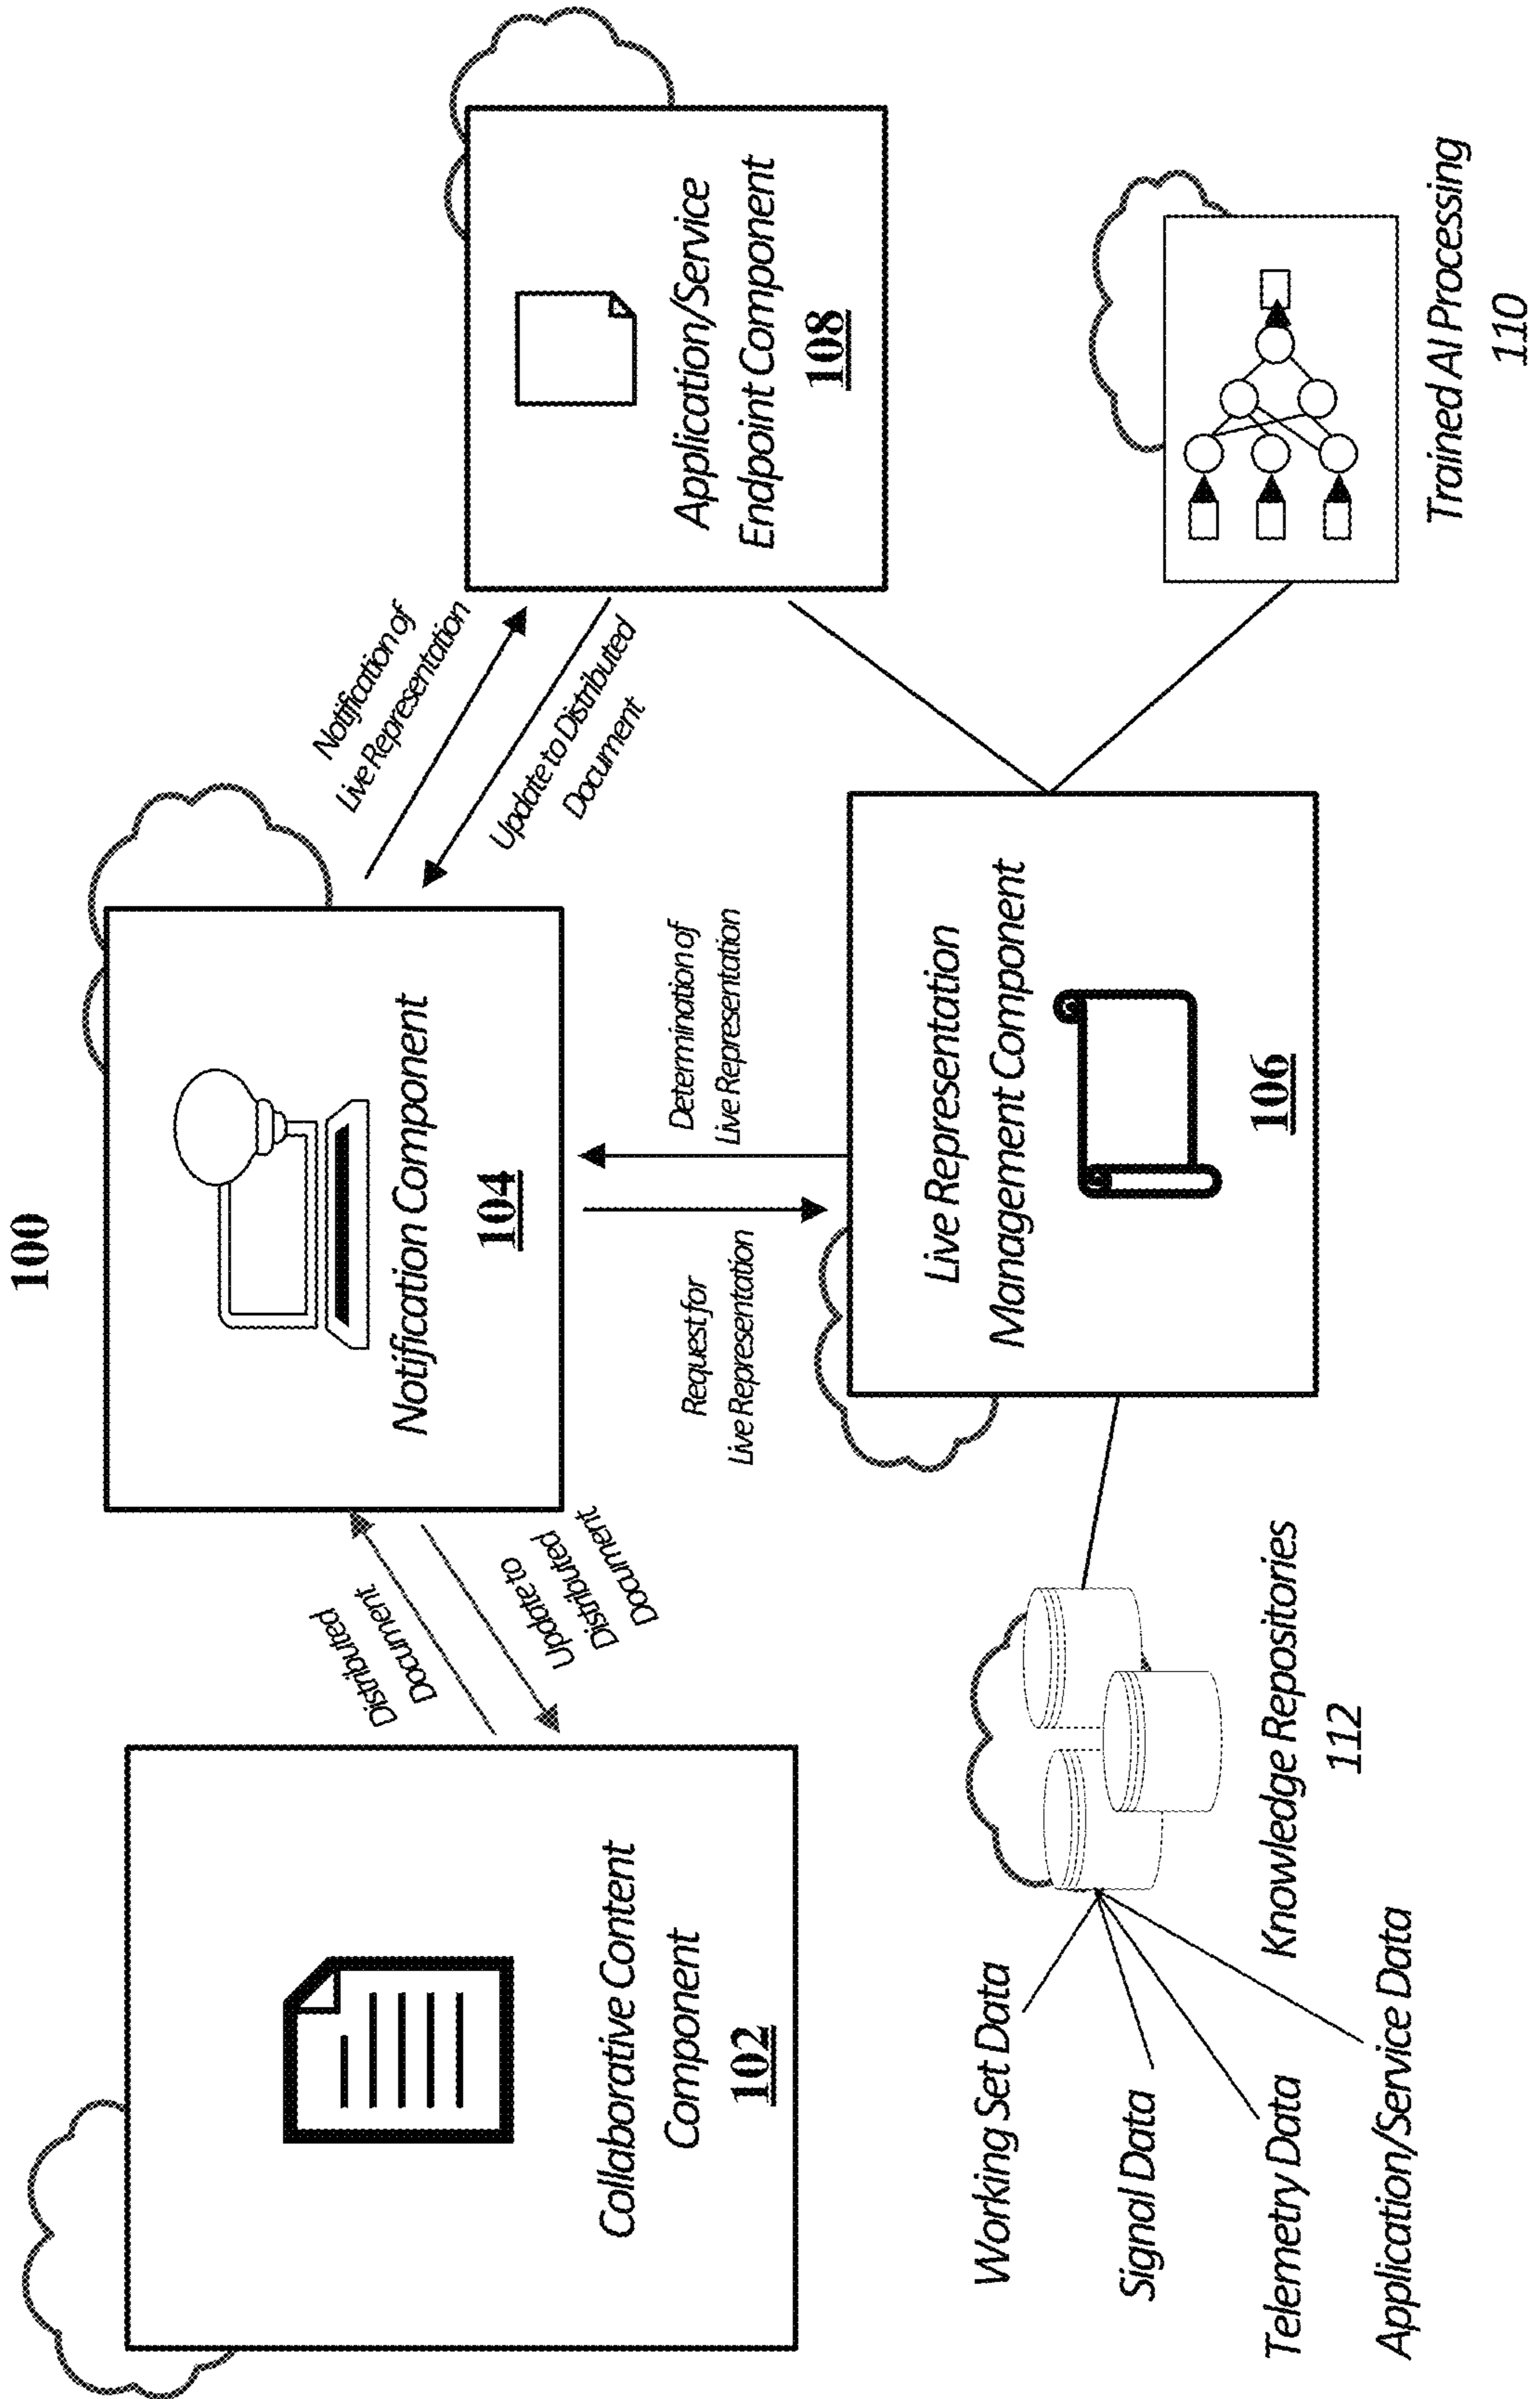 100
Collaborative Content
Component
102
Distributed
Document
Update to
Distributed
Document
Notification Component
104
Notification of
Live Representation
Update to Distributed
Document
Application/Service
Endpoint Component
108
Request for
Live Representation
Determination of
Live Representation
Live Representation
Management Component
106
Working Set Data
Signal Data
Telemetry Data
Application/Service Data
Knowledge Repositories
112
Trained AI Processing
110